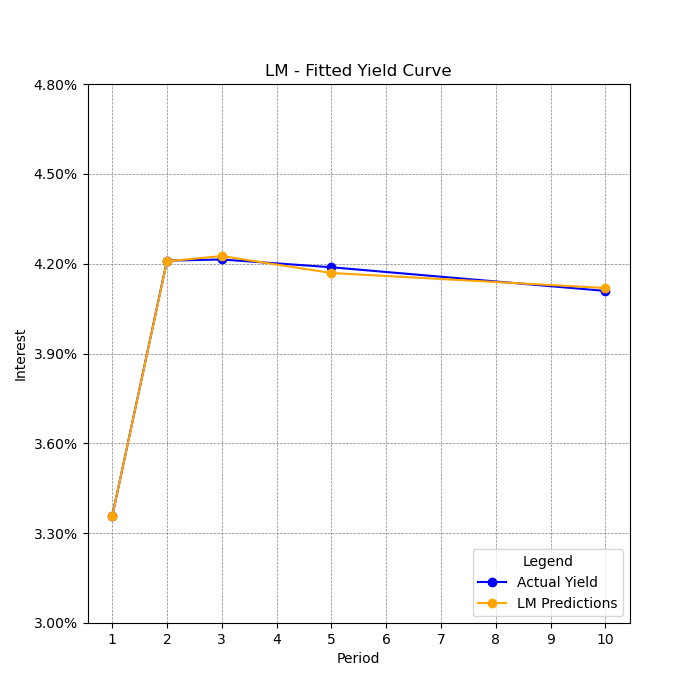 LM - Fitted Yield Curve
4.80%
4.50%
4.20%
3.90%
3.60%
3.30%
3.00%
Interest
1 2 3 4 5 6 7 8 9 10
Period
Legend
Actual Yield
LM Predictions